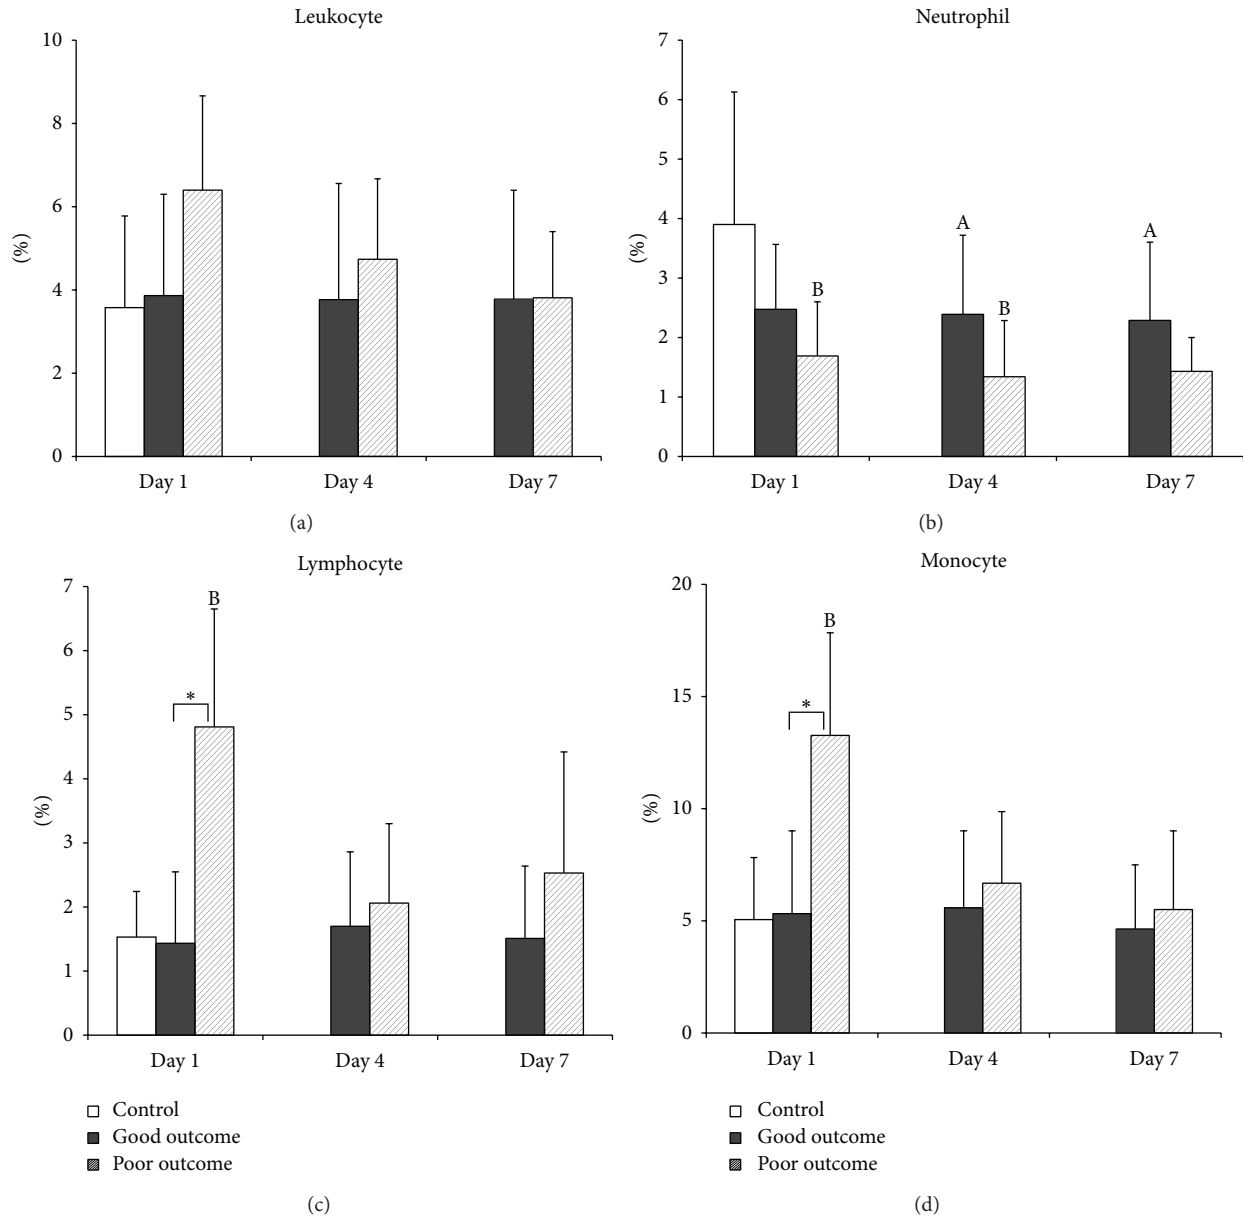 Leukocyte
10
8
6
4
2
0
(%)
Day 1
Day 4
Day 7
(a)
Neutrophil
7
6
5
4
3
2
1
0
(%)
B
A
B
A
Day 1
Day 4
Day 7
(b)
Lymphocyte
7
6
5
4
3
2
1
0
(%)
B
*
Day 1
Day 4
Day 7
Control
Good outcome
Poor outcome
(c)
Monocyte
20
15
10
5
0
(%)
B
*
Day 1
Day 4
Day 7
Control
Good outcome
Poor outcome
(d)